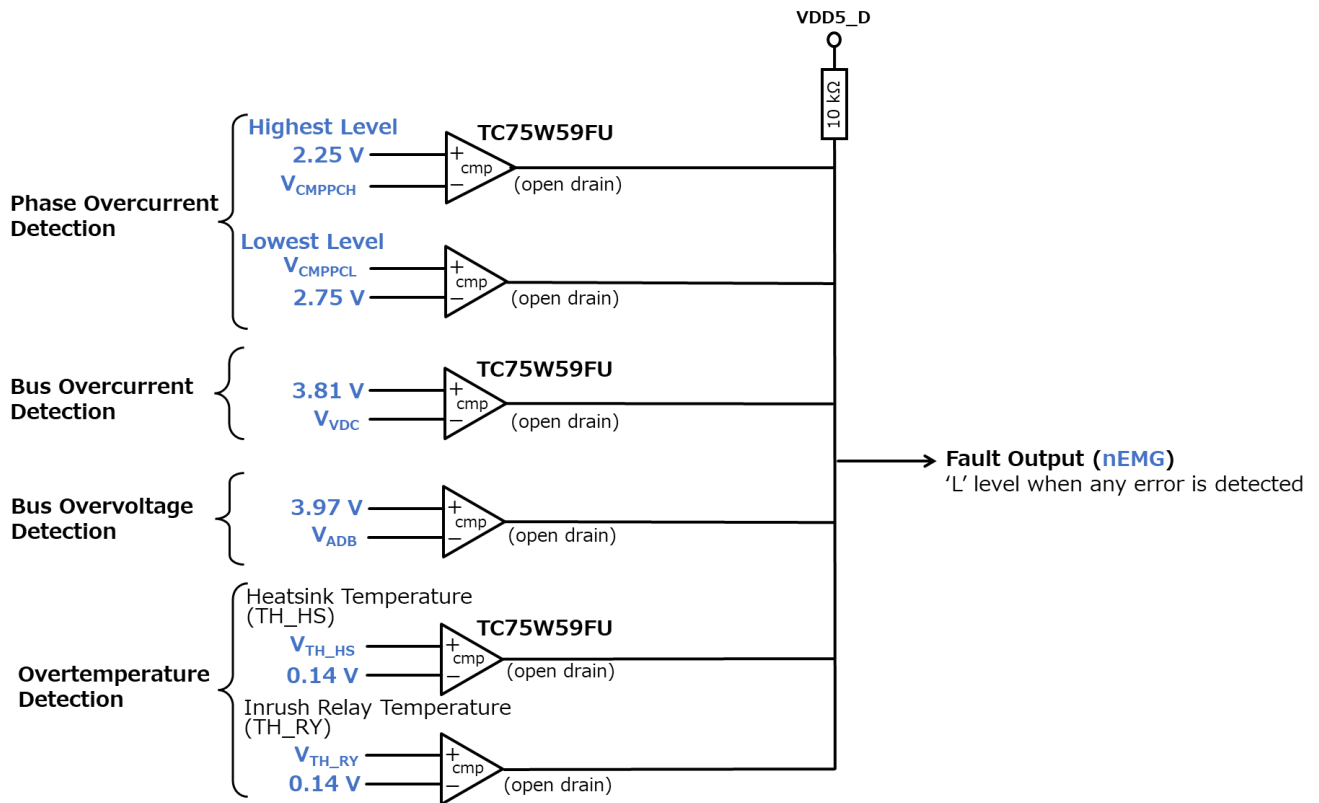 VDD5_D
10 kΩ
Phase Overcurrent
Detection
Highest Level
2.25 V
VCMPPCH
+
−
cmp
TC75W59FU
(open drain)
Lowest Level
VCMPPCL
2.75 V
+
−
cmp
(open drain)
Bus Overcurrent
Detection
3.81 V
VVDC
+
−
cmp
TC75W59FU
(open drain)
Fault Output (nEMG)
‘L’ level when any error is detected
Bus Overvoltage
Detection
3.97 V
VADB
+
−
cmp
(open drain)
Overtemperature
Detection
Heatsink Temperature
(TH_HS)
VTH_HS
0.14 V
+
−
cmp
TC75W59FU
(open drain)
Inrush Relay Temperature
(TH_RY)
VTH_RY
0.14 V
+
−
cmp
(open drain)